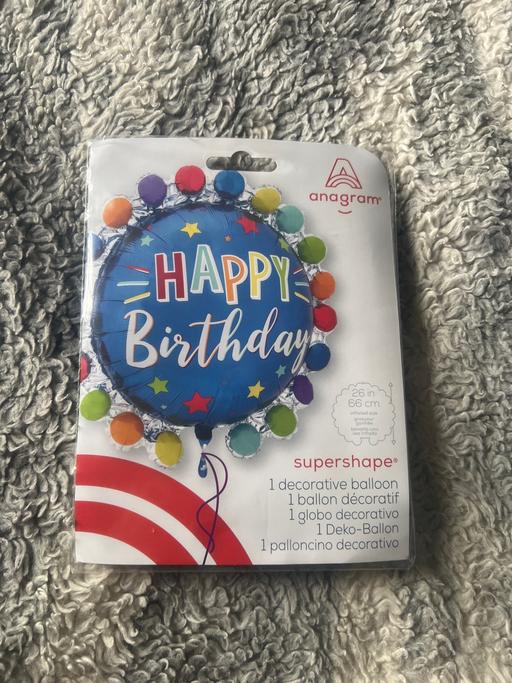 anagram®
HAPPY
Birthday
26 in
66 cm
supershape®
1 decorative balloon
1 ballon décoratif
1 globo decorativo
1 Deko-Ballon
1 palloncino decorativo